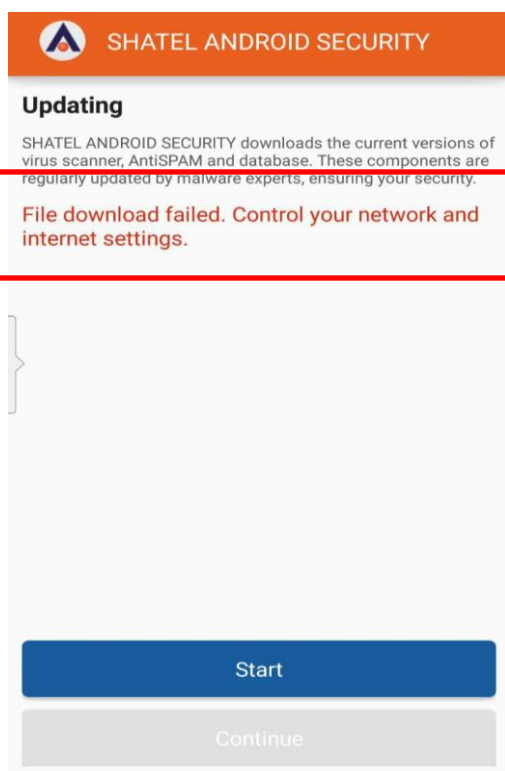 SHATEL ANDROID SECURITY
Updating
SHATEL ANDROID SECURITY downloads the current versions of
virus scanner, AntiSPAM and database. These components are
regularly updated by malware experts, ensuring your security.
File download failed. Control your network and
internet settings.
Start
Continue